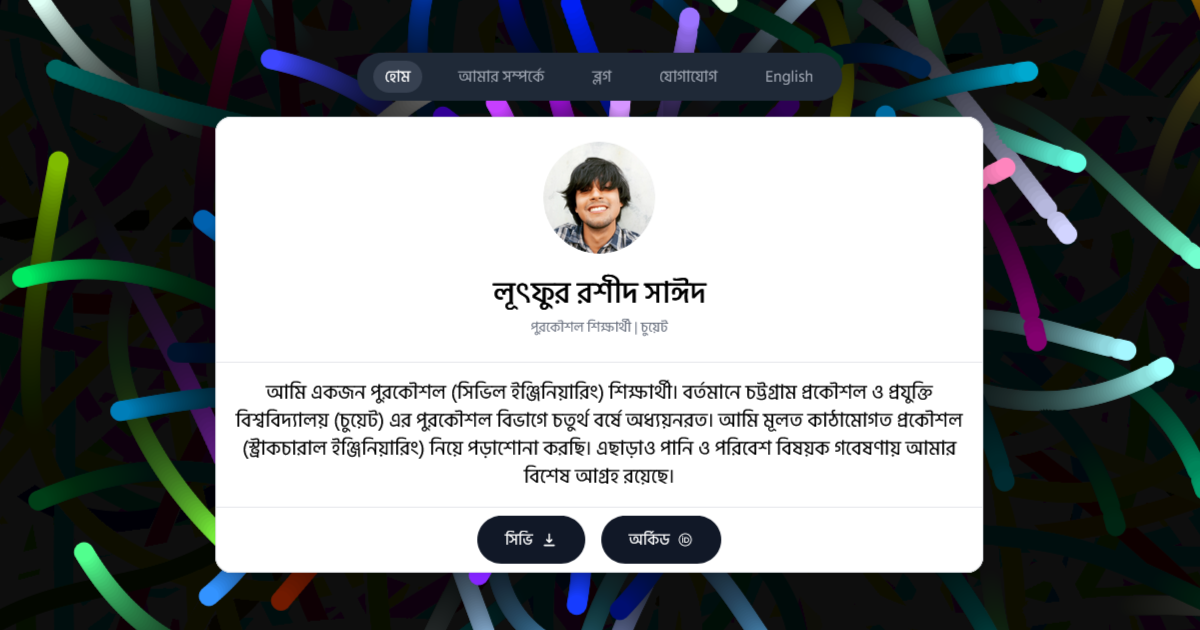 হোম আমার সম্পর্কে ব্লগ যোগাযোগ English
লূৎফুর রশীদ সাঈদ
পুরকৌশল শিক্ষার্থী | চুয়েট
আমি একজন পুরকৌশল (সিভিল ইঞ্জিনিয়ারিং) শিক্ষার্থী। বর্তমানে চট্টগ্রাম প্রকৌশল ও প্রযুক্তি
বিশ্ববিদ্যালয় (চুয়েট) এর পুরকৌশল বিভাগে চতুর্থ বর্ষে অধ্যয়নরত। আমি মূলত কাঠামোগত প্রকৌশল
(স্ট্রাকচারাল ইঞ্জিনিয়ারিং) নিয়ে পড়াশোনা করছি। এছাড়াও পানি ও পরিবেশ বিষয়ক গবেষণায় আমার
বিশেষ আগ্রহ রয়েছে।
সিভি অর্কিড iD